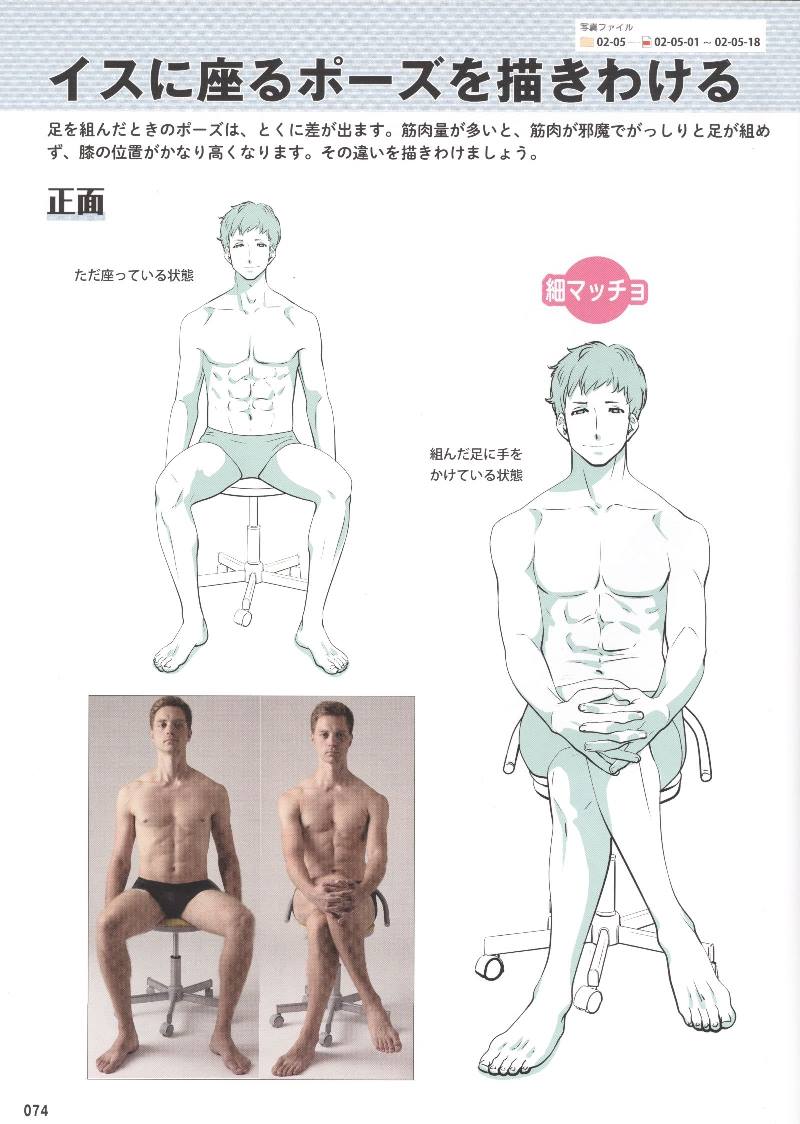 写真ファイル
02-05 02-05-01 ~ 02-05-18
イスに座るポーズを描きわける
足を組んだときのポーズは、とくに差が出ます。筋肉量が多いと、筋肉が邪魔でがっしりと足が組め
ず、膝の位置がかなり高くなります。その違いを描きわけましょう。
正面
ただ座っている状態
細マッチョ
組んだ足に手を
かけている状態
074